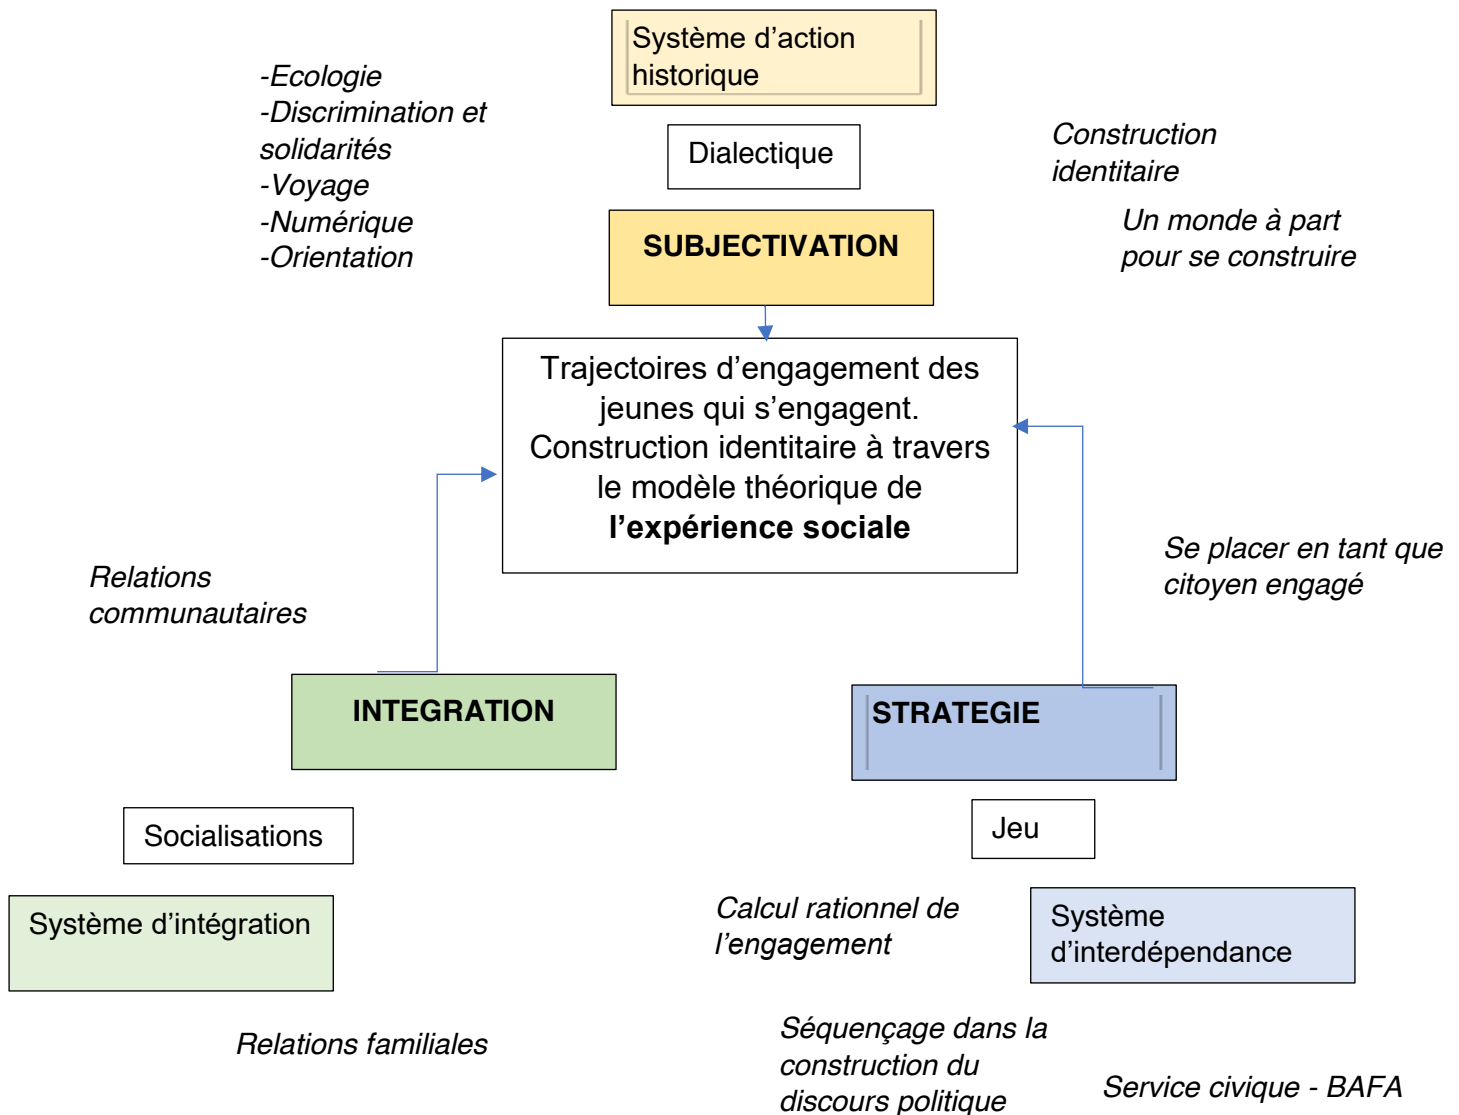 Système d’action
historique
-Ecologie
-Discrimination et
solidarités
-Voyage
-Numérique
-Orientation
Dialectique
Construction
identitaire
SUBJECTIVATION
Un monde à part
pour se construire
Trajectoires d’engagement des
jeunes qui s’engagent.
Construction identitaire à travers
le modèle théorique de
l’expérience sociale
Relations
communautaires
Se placer en tant que
citoyen engagé
INTEGRATION
STRATEGIE
Socialisations
Jeu
Système d’intégration
Calcul rationnel de
l’engagement
Système
d’interdépendance
Relations familiales
Séquençage dans la
construction du
discours politique
Service civique - BAFA